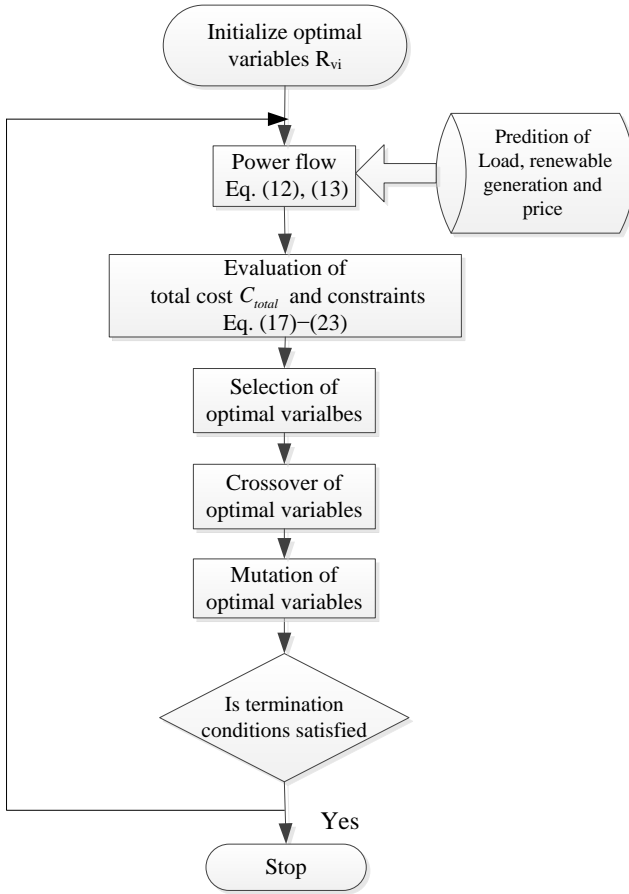 Initialize optimal
variables R_vi
Power flow
Eq. (12), (13)
Predition of
Load, renewable
generation and
price
Evaluation of
total cost C_total and constraints
Eq. (17)−(23)
Selection of
optimal varialbes
Crossover of
optimal variables
Mutation of
optimal variables
Is termination
conditions satisfied
Yes
Stop